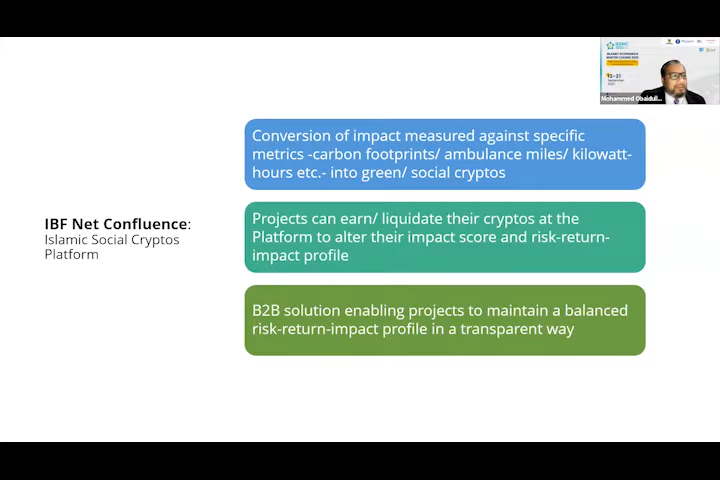 IBF Net Confluence:
Islamic Social Cryptos
Platform
Conversion of impact measured against specific
metrics -carbon footprints/ ambulance miles/ kilowatt-
hours etc.- into green/ social cryptos
Projects can earn/ liquidate their cryptos at the
Platform to alter their impact score and risk-return-
impact profile
B2B solution enabling projects to maintain a balanced
risk-return-impact profile in a transparent way
Mohammed Obaidull...